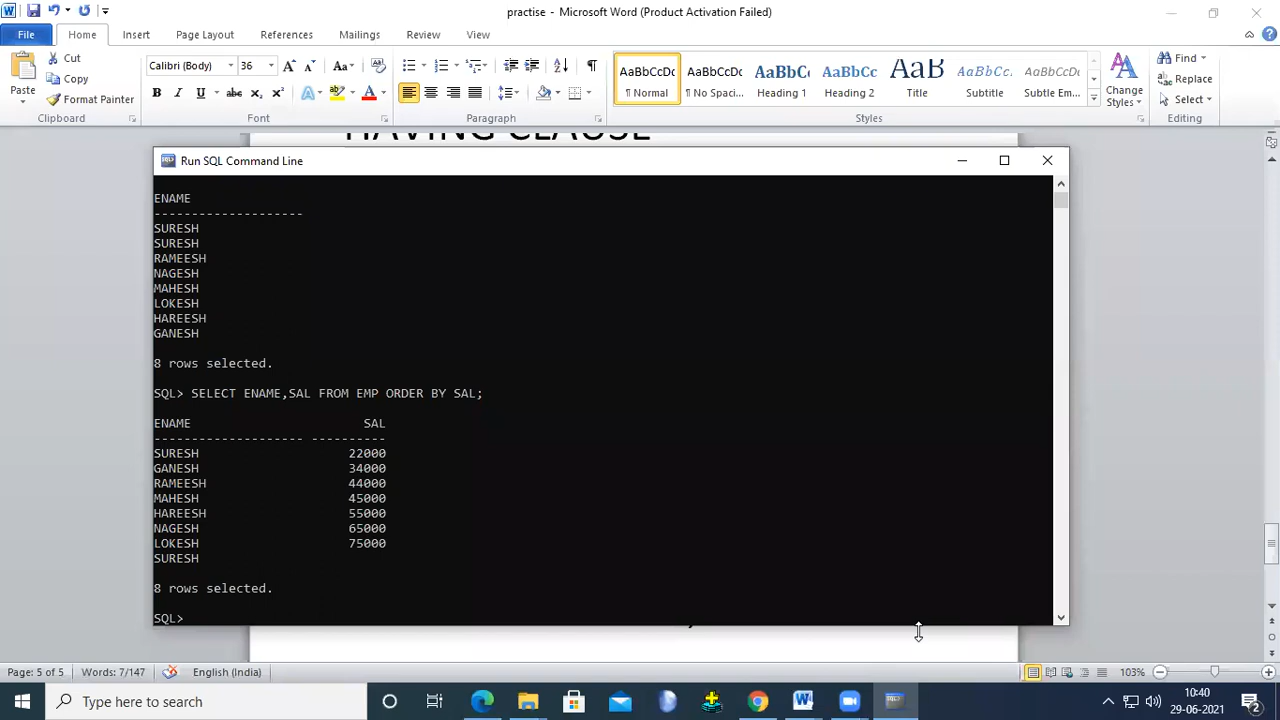 practise - Microsoft Word (Product Activation Failed)
File Home Insert Page Layout References Mailings Review View
Paste
Cut
Copy
Format Painter
Calibri (Body) 36
AaBbCcDc AaBbCcDc AaBbCc AaBbCc AaB AaBbCcL AaBbCcDc
¶ Normal ¶ No Spaci... Heading 1 Heading 2 Title Subtitle Subtle Em...
Change Styles
Find
Replace
Select
Clipboard Font Paragraph Styles Editing
HAVING CLAUSE
Run SQL Command Line
ENAME
--------------------
SURESH
SURESH
RAMEESH
NAGESH
MAHESH
LOKESH
HAREESH
GANESH
8 rows selected.
SQL> SELECT ENAME,SAL FROM EMP ORDER BY SAL;
ENAME SAL
-------------------- ----------
SURESH 22000
GANESH 34000
RAMEESH 44000
MAHESH 45000
HAREESH 55000
NAGESH 65000
LOKESH 75000
SURESH
8 rows selected.
SQL>
Page: 5 of 5 Words: 7/147 English (India) 103%
Type here to search
10:40
29-06-2021
2